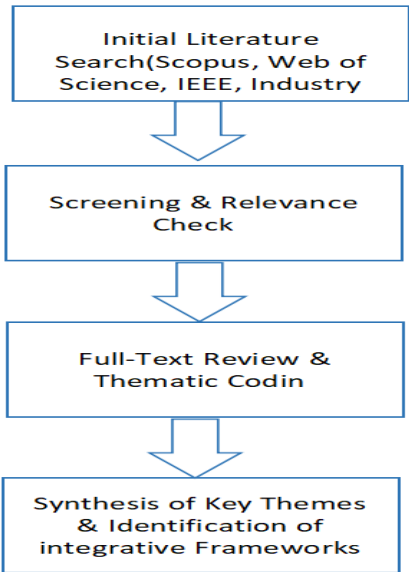 Initial Literature
Search(Scopus, Web of
Science, IEEE, Industry
Screening & Relevance
Check
Full-Text Review &
Thematic Codin
Synthesis of Key Themes
& Identification of
integrative Frameworks